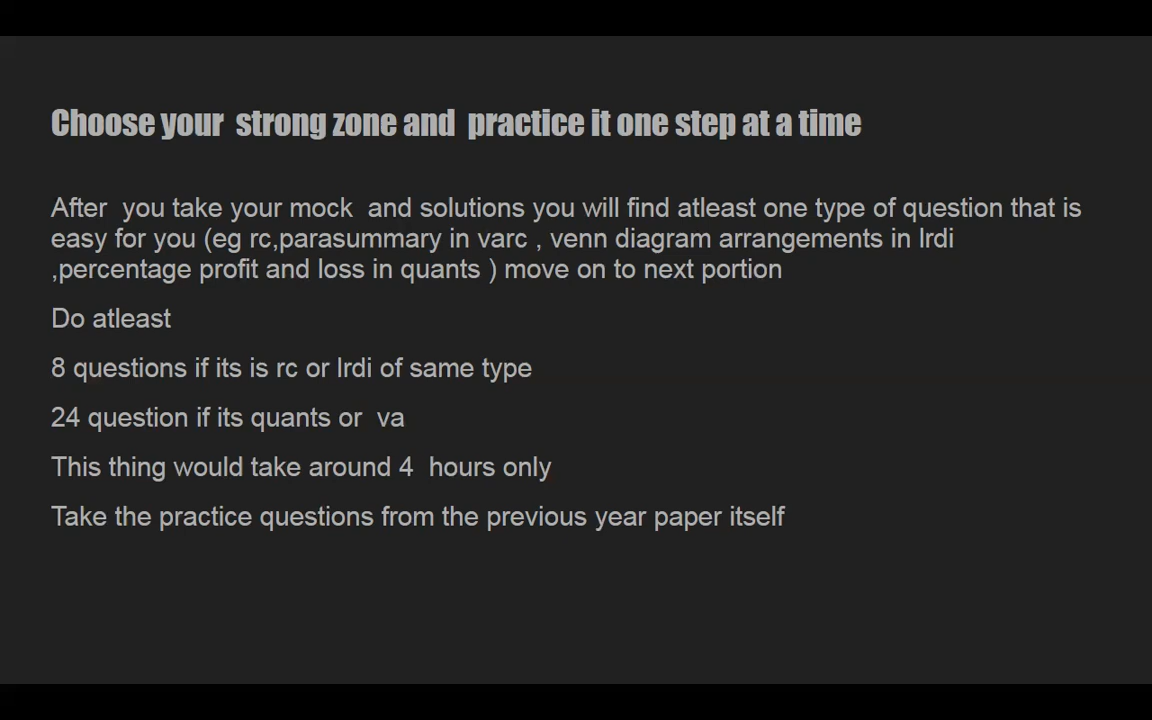 Choose your  strong zone and  practice it one step at a time
After  you take your mock  and solutions you will find atleast one type of question that is
easy for you (eg rc,parasummary in varc , venn diagram arrangements in lrdi
,percentage profit and loss in quants ) move on to next portion
Do atleast
8 questions if its is rc or lrdi of same type
24 question if its quants or  va
This thing would take around 4  hours only
Take the practice questions from the previous year paper itself